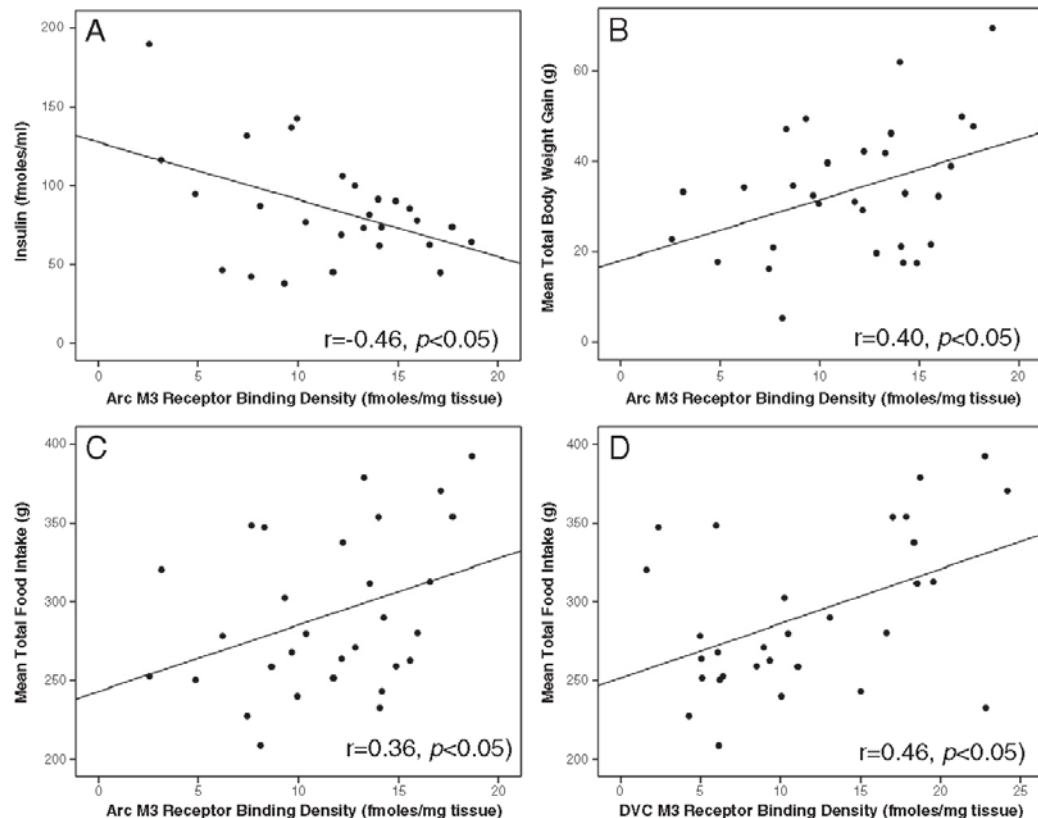 A
Insulin (fmoles/ml)
200
150
100
50
0
r=-0.46, p<0.05)
0 5 10 15 20
Arc M3 Receptor Binding Density (fmoles/mg tissue)
B
Mean Total Body Weight Gain (g)
60
40
20
0
r=0.40, p<0.05)
0 5 10 15 20
Arc M3 Receptor Binding Density (fmoles/mg tissue)
C
Mean Total Food Intake (g)
400
350
300
250
200
r=0.36, p<0.05)
0 5 10 15 20
Arc M3 Receptor Binding Density (fmoles/mg tissue)
D
Mean Total Food Intake (g)
400
350
300
250
200
r=0.46, p<0.05)
0 5 10 15 20 25
DVC M3 Receptor Binding Density (fmoles/mg tissue)